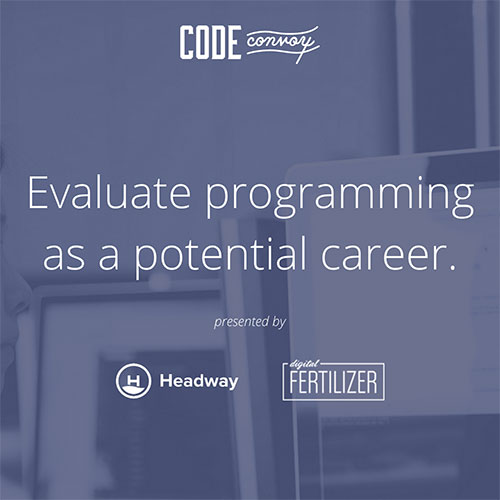 CODE convoy
Evaluate programming
as a potential career.
presented by
H Headway
digital
FERTILIZER